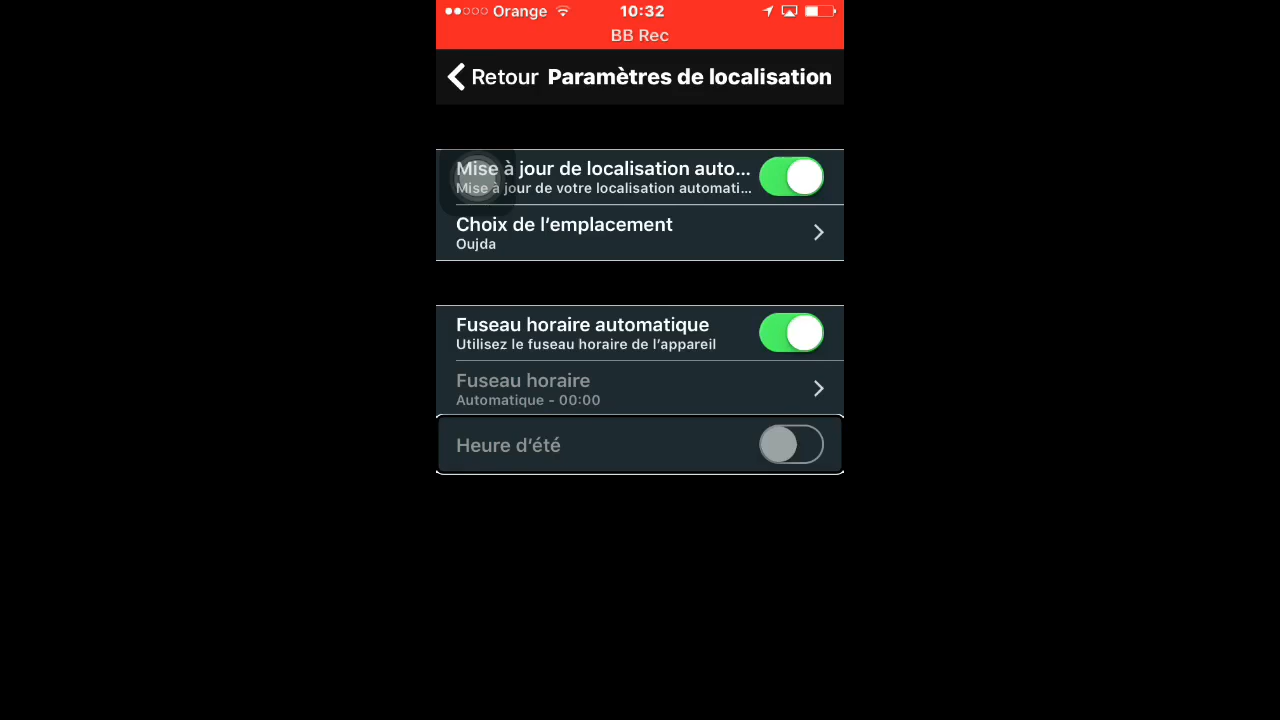 Orange 10:32
BB Rec
Retour Paramètres de localisation
Mise à jour de localisation auto...
Mise à jour de votre localisation automati...
Choix de l’emplacement
Oujda
Fuseau horaire automatique
Utilisez le fuseau horaire de l’appareil
Fuseau horaire
Automatique - 00:00
Heure d’été